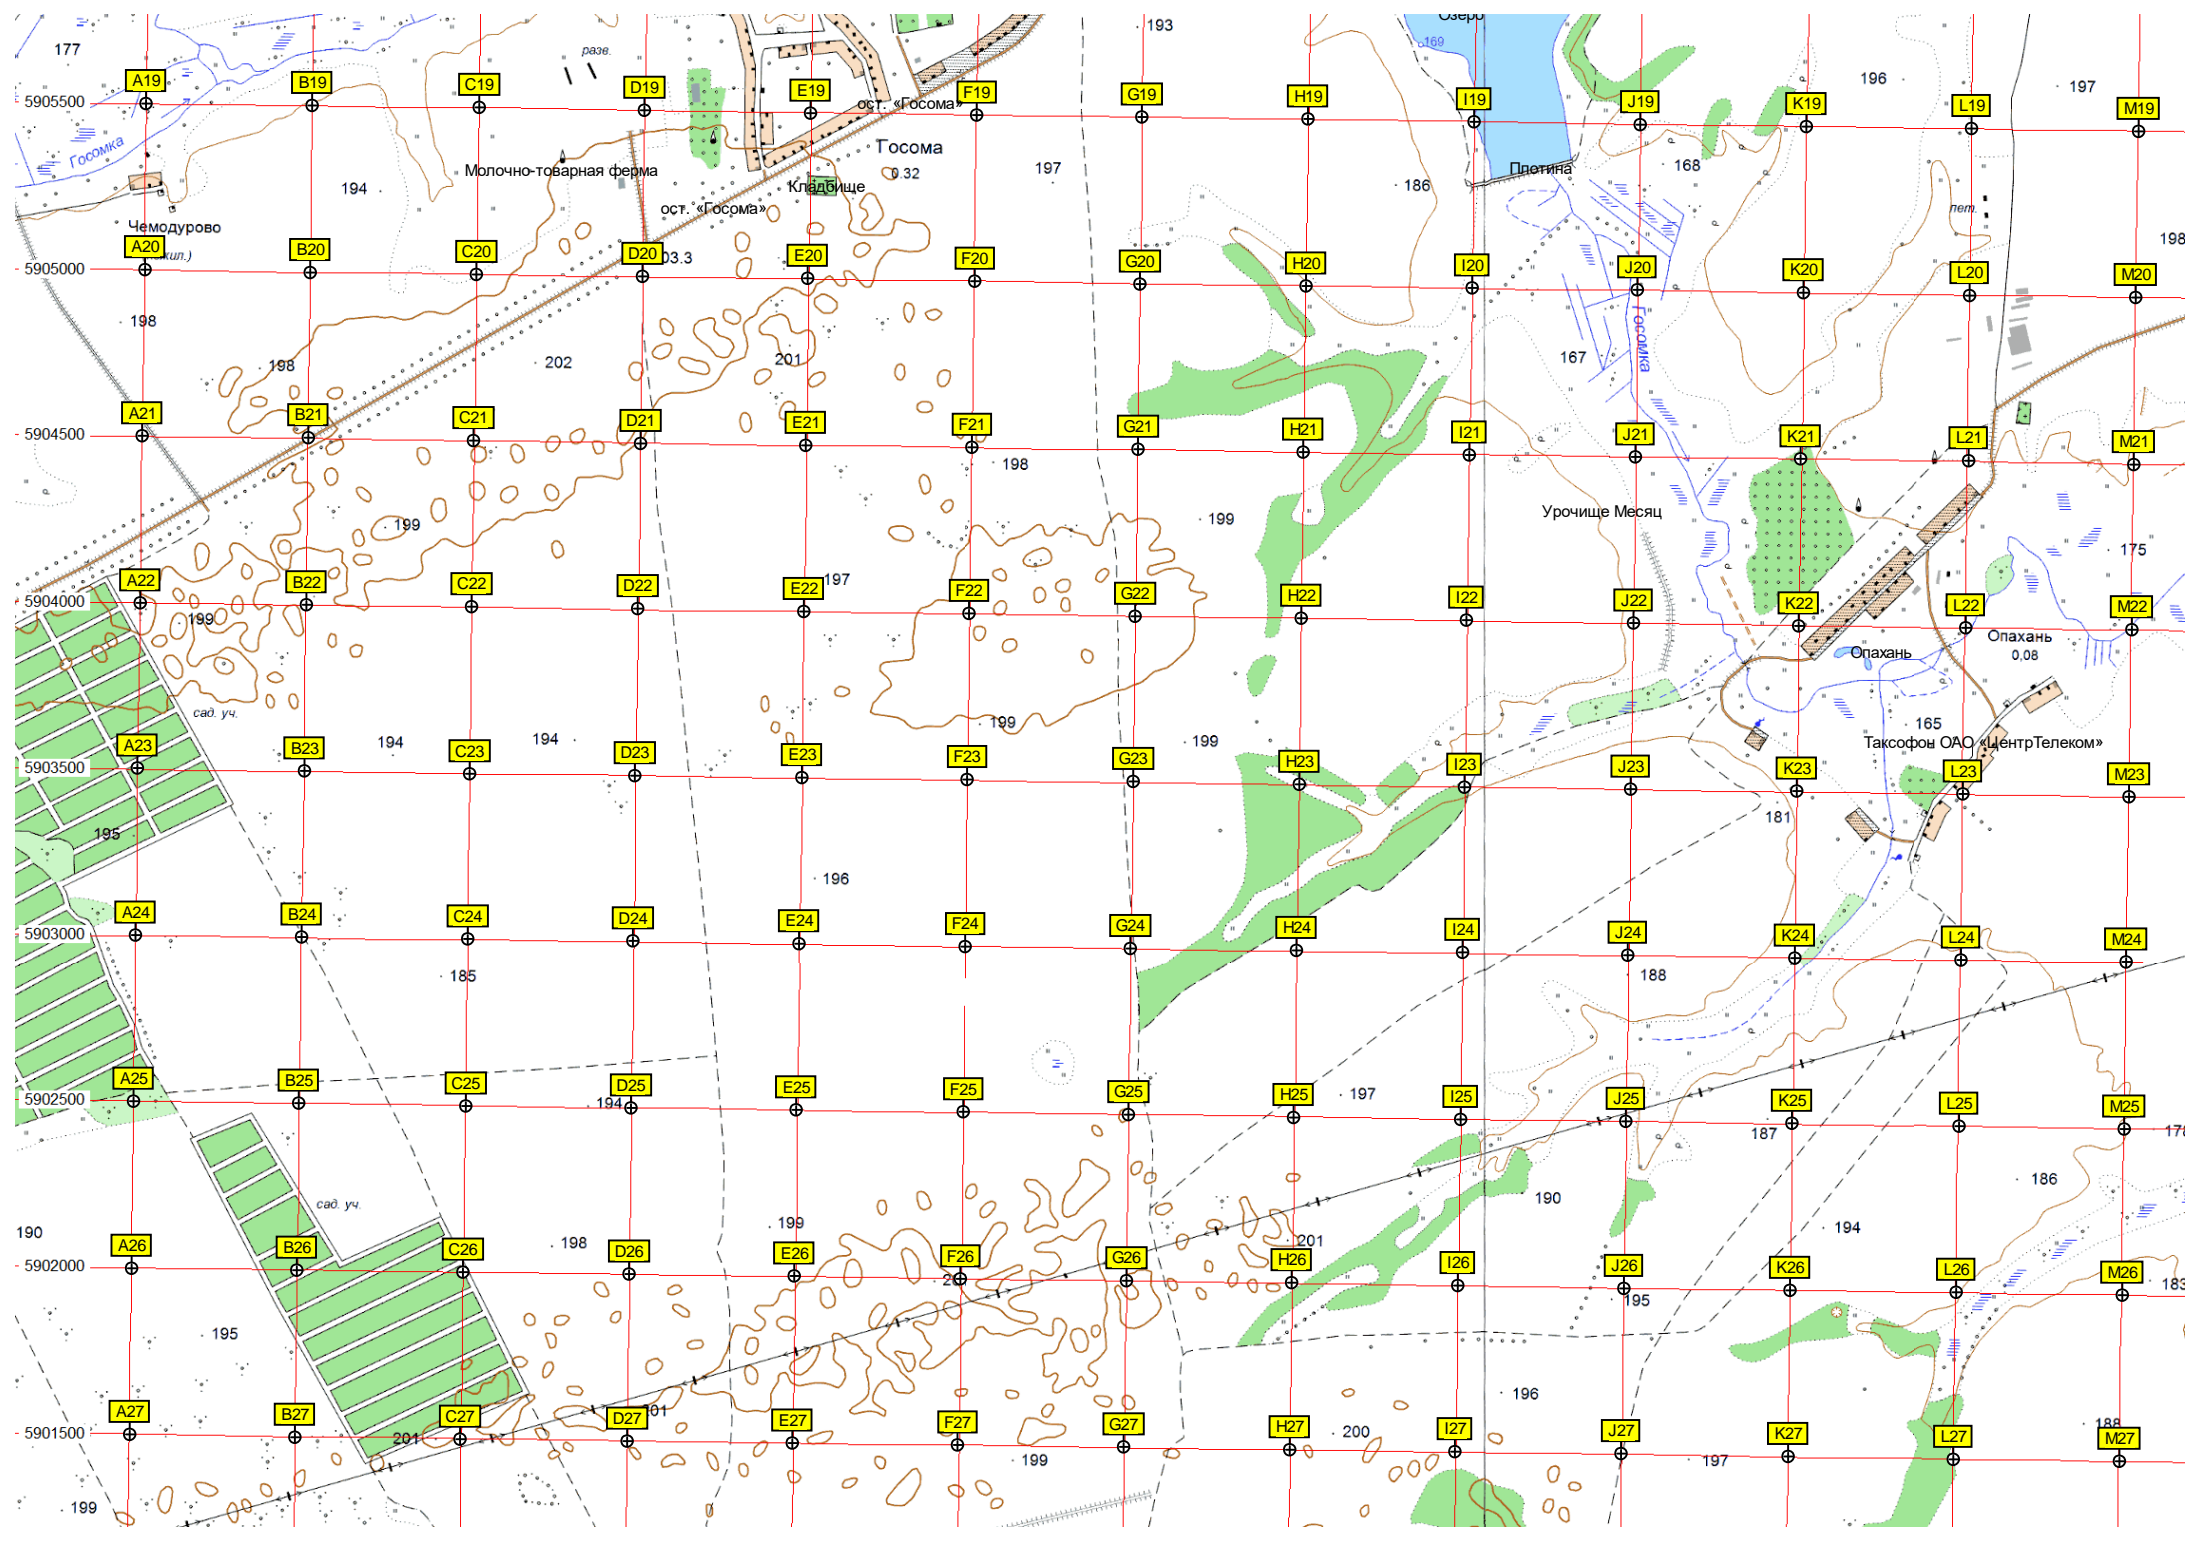 Озеро
193
177
разв.
169
196
197
A19
B19
C19
D19
E19
F19
G19
H19
I19
J19
K19
L19
M19
5905500
ост. «Госома»
Госомка
Госома
0.32
Молочно-товарная ферма
Кладбище
197
186
Плотина
168
194
ост. «Госома»
лет.
Чемодурово
198
A20
B20
C20
D20
E20
F20
G20
H20
I20
J20
K20
L20
M20
03.3
5905000
198
Госомка
198
202
201
167
A21
B21
C21
D21
E21
F21
G21
H21
I21
J21
K21
L21
M21
5904500
198
199
199
Урочище Месяц
175
A22
B22
C22
D22
E22
197
F22
G22
H22
I22
J22
K22
L22
M22
5904000
199
Опахань
0,08
Опахань
сад. уч.
194
194
199
199
165
Таксофон ОАО «ЦентрТелеком»
A23
B23
C23
D23
E23
F23
G23
H23
I23
J23
K23
L23
M23
5903500
195
181
196
A24
B24
C24
D24
E24
F24
G24
H24
I24
J24
K24
L24
M24
5903000
185
188
A25
B25
C25
D25
E25
F25
G25
H25
197
I25
J25
K25
L25
M25
5902500
194
187
178
сад. уч.
190
186
190
199
194
198
201
A26
B26
C26
D26
E26
F26
G26
H26
I26
J26
K26
L26
M26
5902000
183
195
195
196
A27
B27
C27
D27
E27
F27
G27
H27
I27
J27
K27
L27
M27
188
5901500
201
200
199
197
199